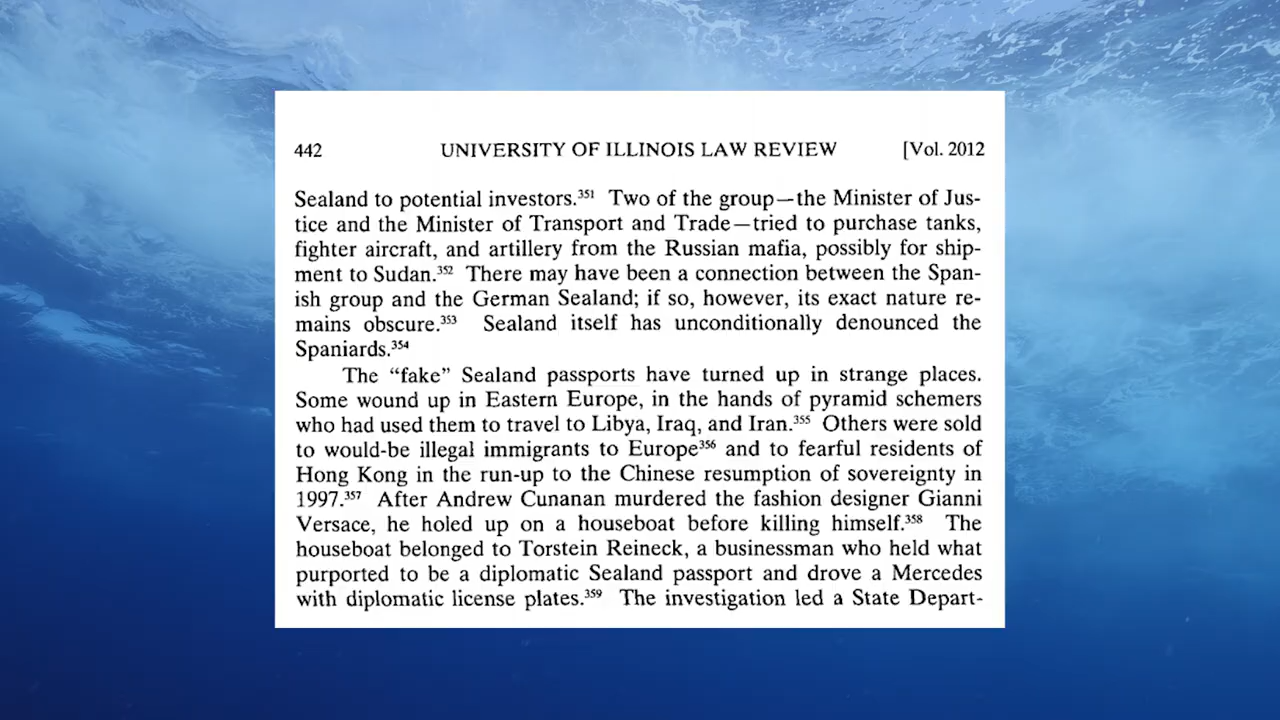 442 UNIVERSITY OF ILLINOIS LAW REVIEW [Vol. 2012
Sealand to potential investors.³⁵¹ Two of the group—the Minister of Jus-
tice and the Minister of Transport and Trade—tried to purchase tanks,
fighter aircraft, and artillery from the Russian mafia, possibly for ship-
ment to Sudan.³⁵² There may have been a connection between the Span-
ish group and the German Sealand; if so, however, its exact nature re-
mains obscure.³⁵³ Sealand itself has unconditionally denounced the
Spaniards.³⁵⁴
The “fake” Sealand passports have turned up in strange places.
Some wound up in Eastern Europe, in the hands of pyramid schemers
who had used them to travel to Libya, Iraq, and Iran.³⁵⁵ Others were sold
to would-be illegal immigrants to Europe³⁵⁶ and to fearful residents of
Hong Kong in the run-up to the Chinese resumption of sovereignty in
1997.³⁵⁷ After Andrew Cunanan murdered the fashion designer Gianni
Versace, he holed up on a houseboat before killing himself.³⁵⁸ The
houseboat belonged to Torstein Reineck, a businessman who held what
purported to be a diplomatic Sealand passport and drove a Mercedes
with diplomatic license plates.³⁵⁹ The investigation led a State Depart-